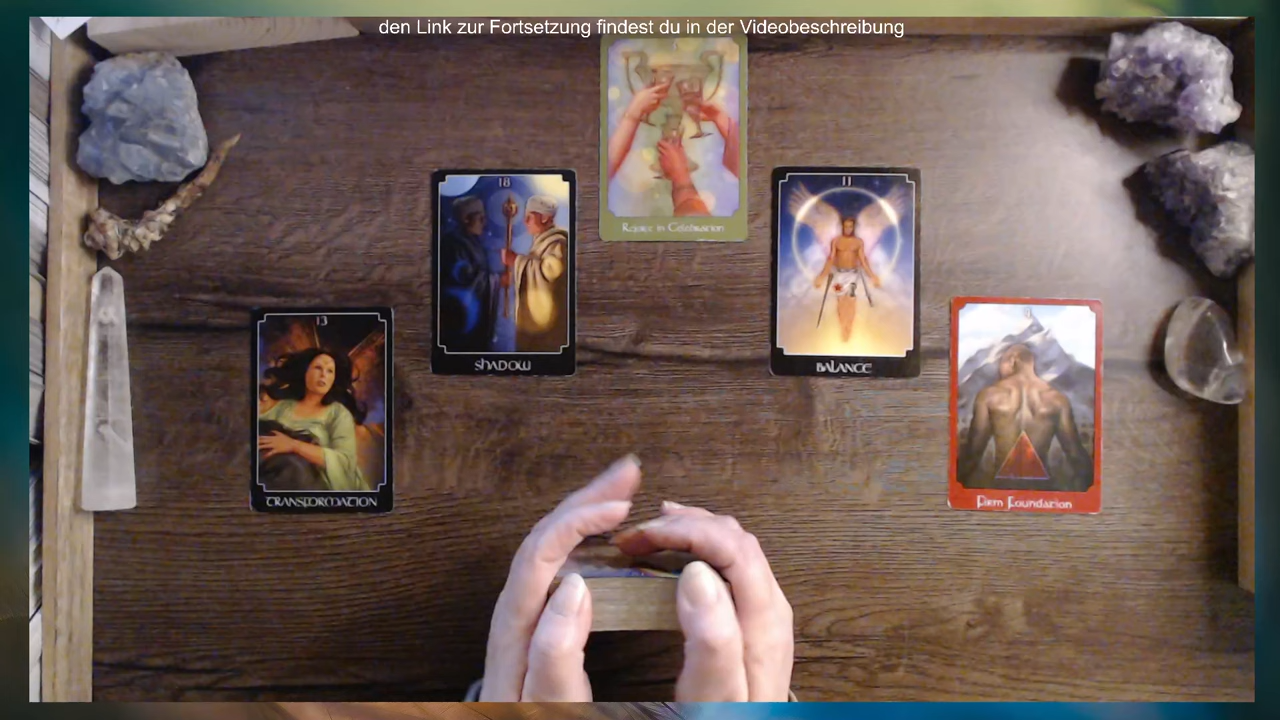 den Link zur Fortsetzung findest du in der Videobeschreibung
Rejoice in Celebration
18
SHADOW
11
BALANCE
13
TRANSFORMATION
Firm Foundation